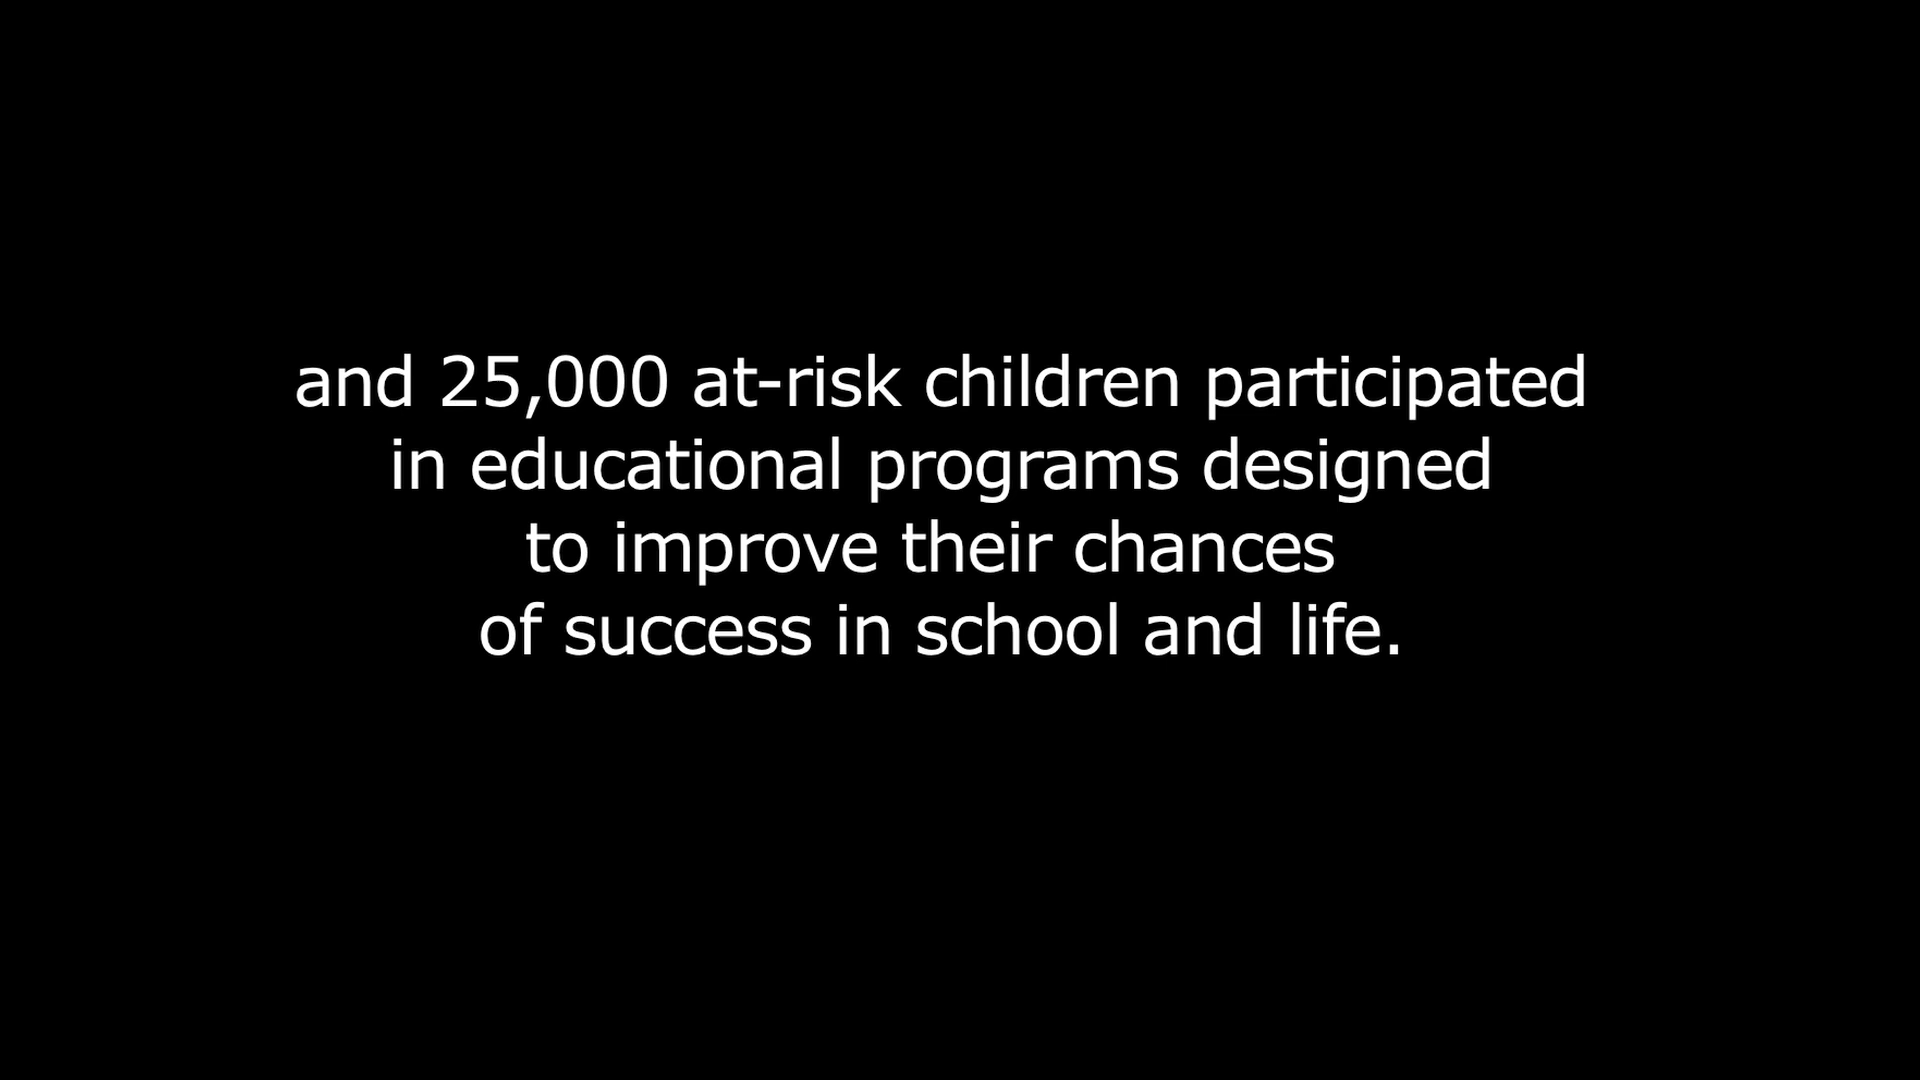 and 25,000 at-risk children participated
in educational programs designed
to improve their chances
of success in school and life.